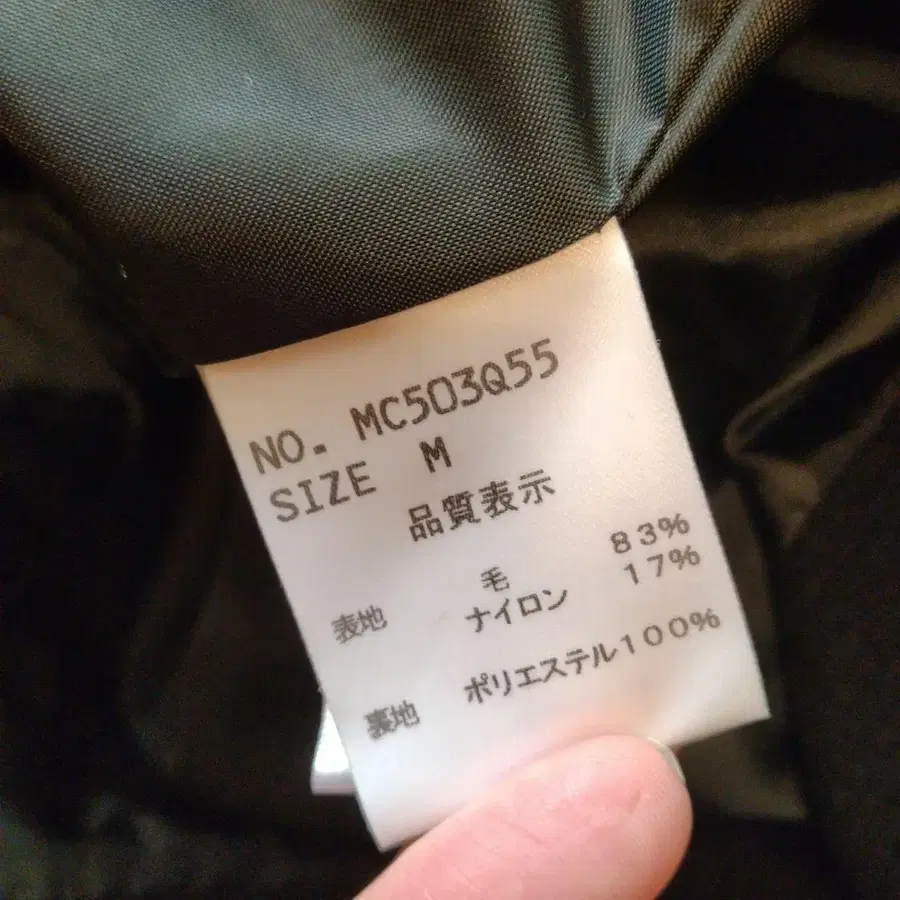 NO. MC503Q55
SIZE M
品質表示
表地 毛 83%
ナイロン 17%
裏地 ポリエステル100%